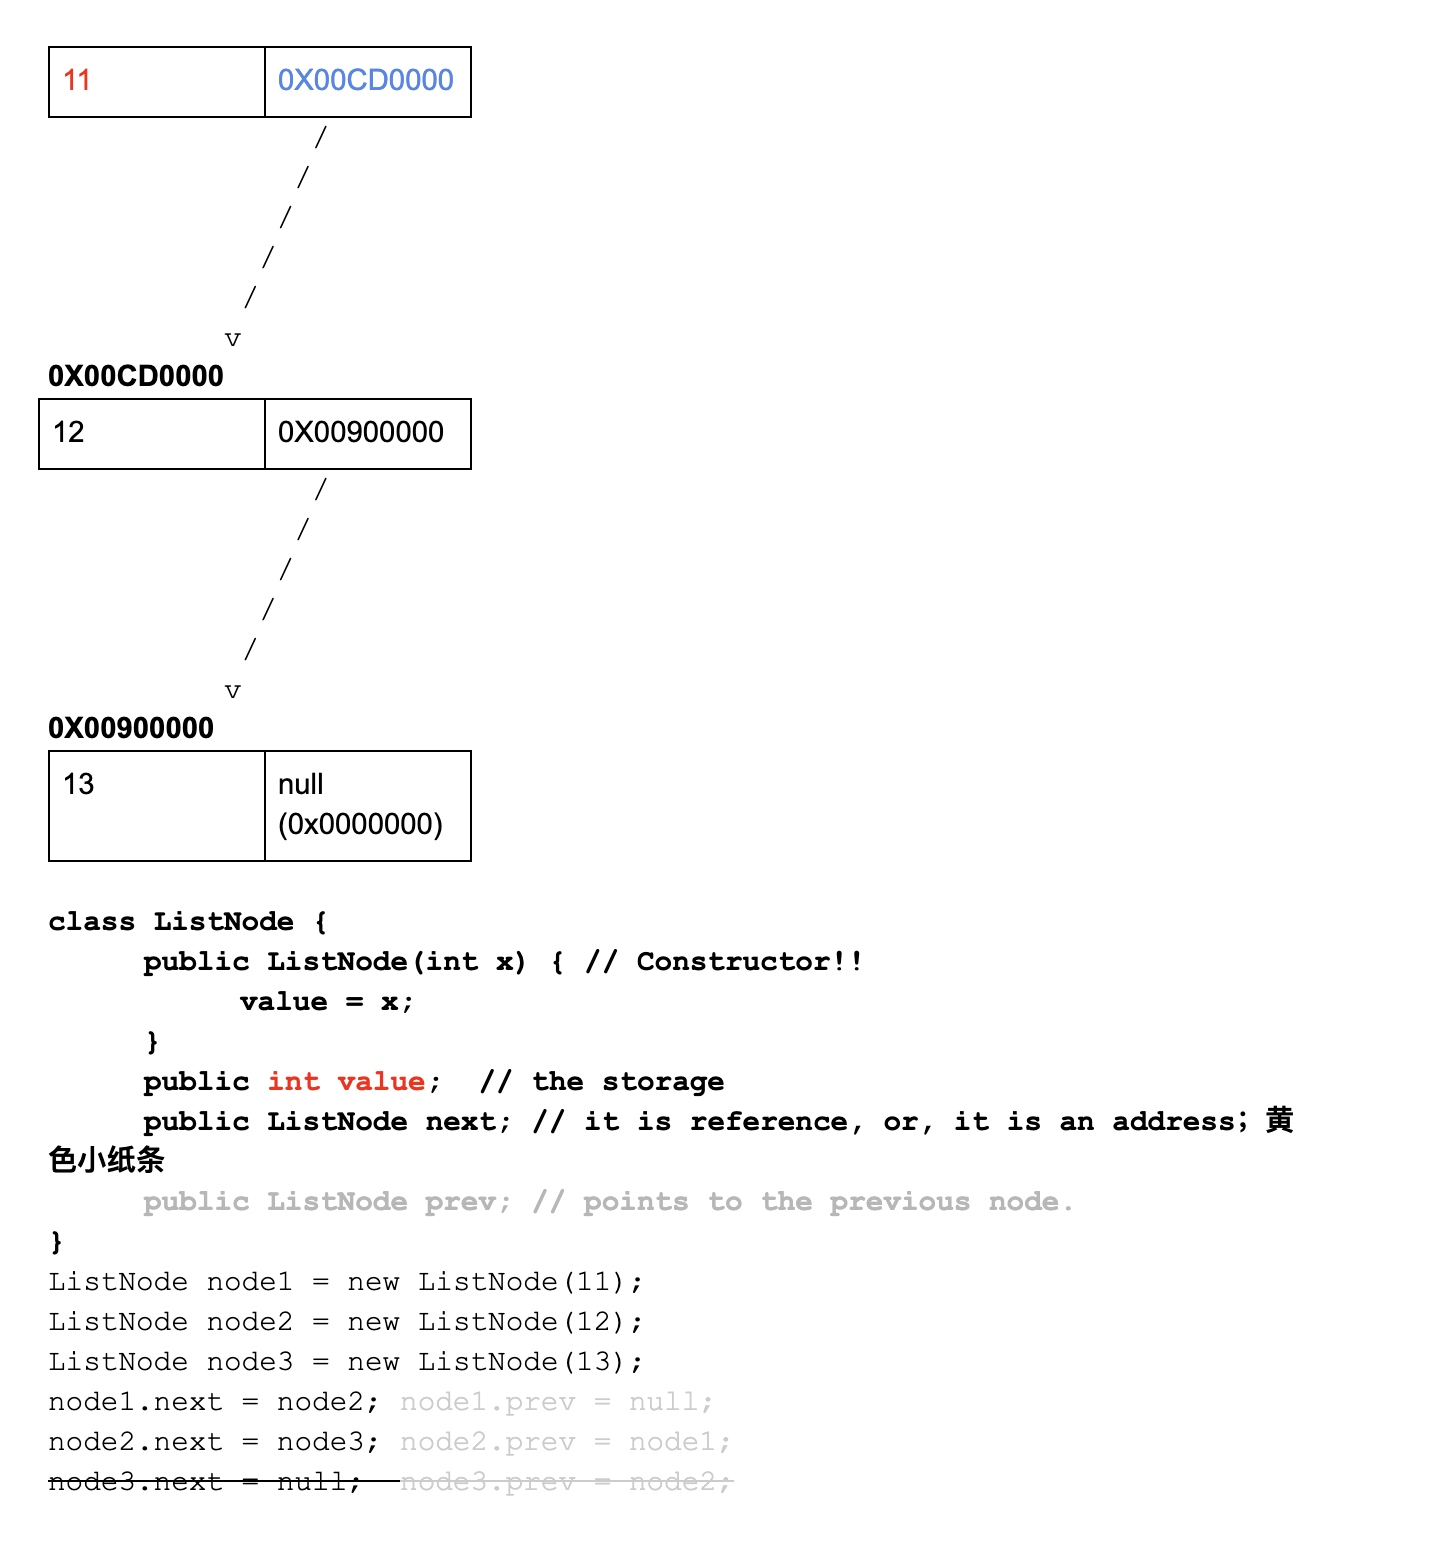 11 0X00CD0000
/
/
/
/
/
v
0X00CD0000
12 0X00900000
/
/
/
/
/
v
0X00900000
13 null
(0x0000000)
class ListNode {
public ListNode(int x) { // Constructor!!
value = x;
}
public int value;  // the storage
public ListNode next; // it is reference, or, it is an address；黄
色小纸条
public ListNode prev; // points to the previous node.
}
ListNode node1 = new ListNode(11);
ListNode node2 = new ListNode(12);
ListNode node3 = new ListNode(13);
node1.next = node2; node1.prev = null;
node2.next = node3; node2.prev = node1;
node3.next = null;  node3.prev = node2;